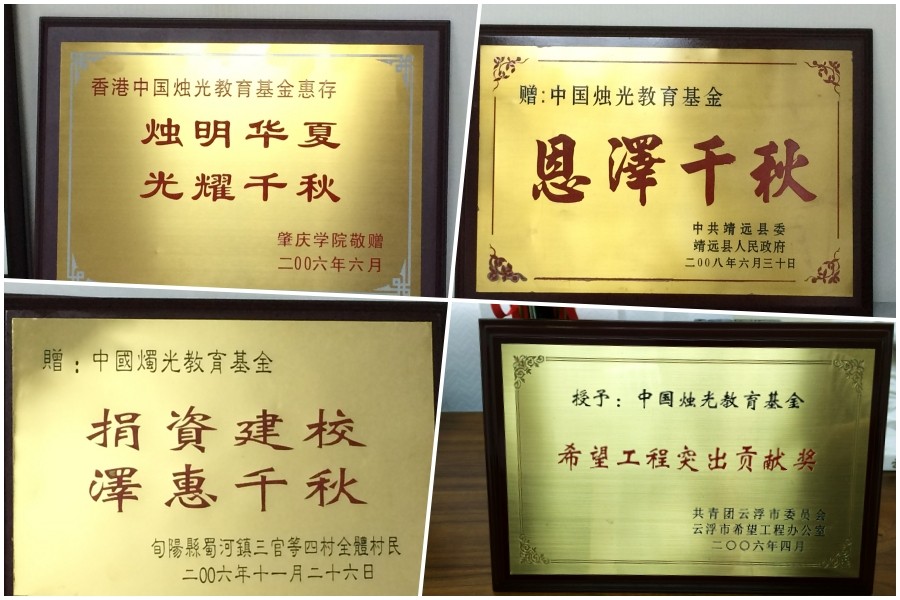 香港中国烛光教育基金惠存
烛明华夏
光耀千秋
肇庆学院敬赠
二00六年六月
赠:中国烛光教育基金
恩澤千秋
中共靖远县委
靖远县人民政府
二00八年六月三十日
贈：中國燭光教育基金
捐資建校
澤惠千秋
旬陽縣蜀河鎮三官等四村全體村民
二00六年十一月二十六日
授予：中国烛光教育基金
希望工程突出贡献奖
共青团云浮市委员会
云浮市希望工程办公室
二〇〇六年四月